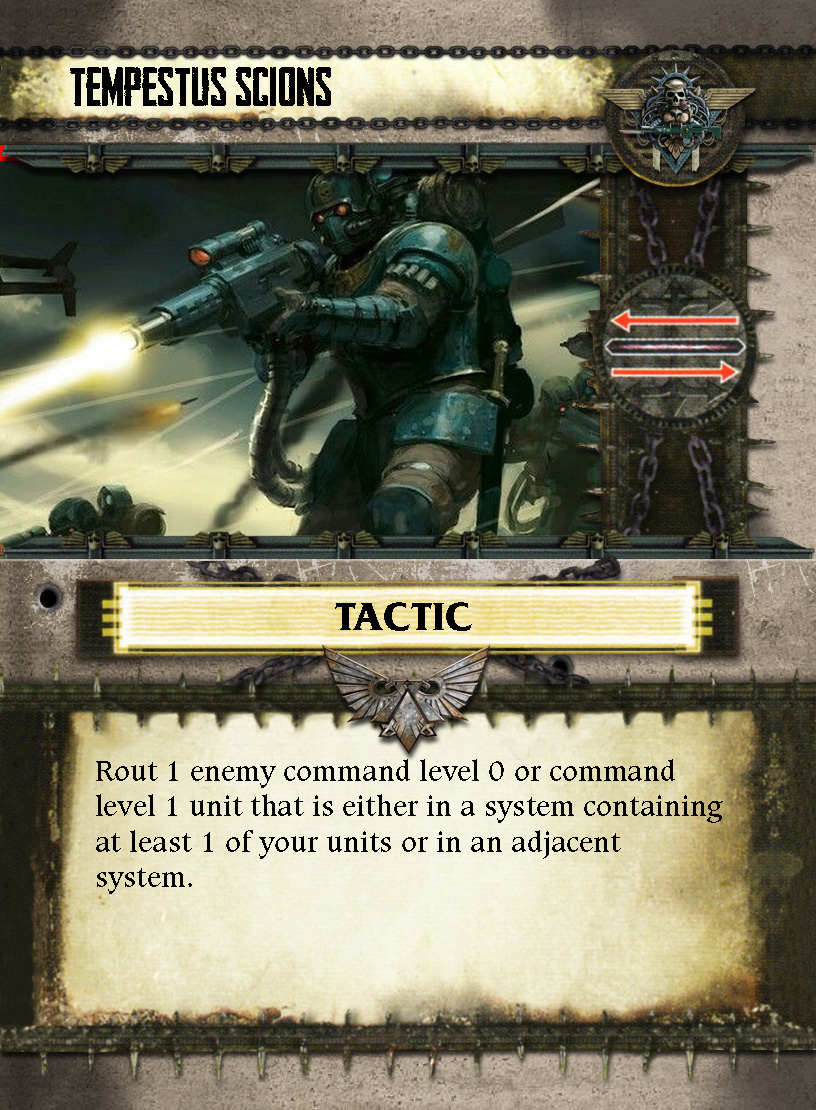 TEMPESTUS SCIONS
TACTIC
Rout 1 enemy command level 0 or command
level 1 unit that is either in a system containing
at least 1 of your units or in an adjacent
system.